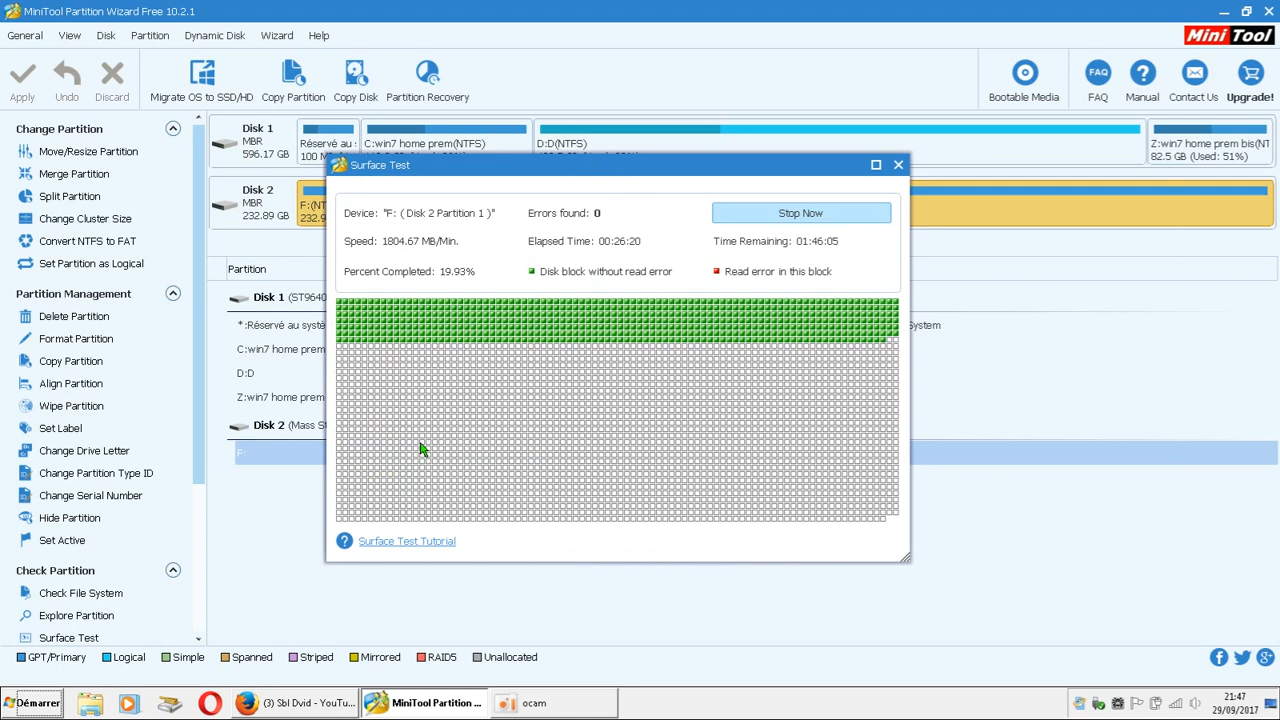 MiniTool Partition Wizard Free 10.2.1
General View Disk Partition Dynamic Disk Wizard Help
Mini Tool
Apply Undo Discard Migrate OS to SSD/HD Copy Partition Copy Disk Partition Recovery Bootable Media FAQ Manual Contact Us Upgrade!
Change Partition
Move/Resize Partition
Merge Partition
Split Partition
Change Cluster Size
Convert NTFS to FAT
Set Partition as Logical
Partition Management
Delete Partition
Format Partition
Copy Partition
Align Partition
Wipe Partition
Set Label
Change Drive Letter
Change Partition Type ID
Change Serial Number
Hide Partition
Set Active
Check Partition
Check File System
Explore Partition
Surface Test
Disk 1
MBR
596.17 GB
Réservé au
100 M
C:win7 home prem(NTFS)
D:D(NTFS)
Z:win7 home prem bis(NT
82.5 GB (Used: 51%)
Disk 2
MBR
232.89 GB
F:(NT
232.9
Partition
Disk 1 (ST9640
*:Réservé au systè
System
C:win7 home prem
D:D
Z:win7 home prem
Disk 2 (Mass S
F:
Surface Test
Device: "F: ( Disk 2 Partition 1 )" Errors found: 0 Stop Now
Speed: 1804.67 MB/Min. Elapsed Time: 00:26:20 Time Remaining: 01:46:05
Percent Completed: 19.93% Disk block without read error Read error in this block
Surface Test Tutorial
GPT/Primary Logical Simple Spanned Striped Mirrored RAID5 Unallocated
Démarrer (3) Sbl Dvid - YouTu... MiniTool Partition ... ocam
21:47
29/09/2017